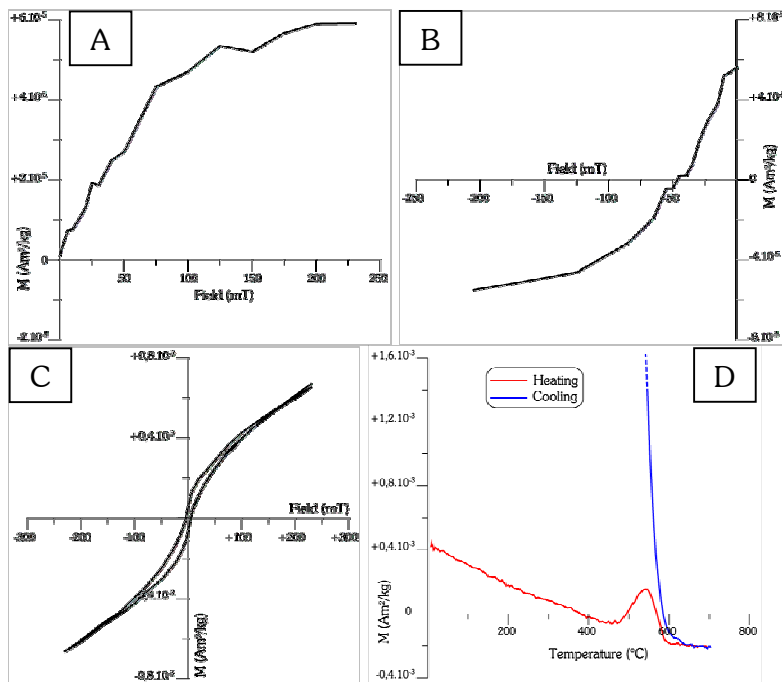 A
+4.10⁻⁵
+2.10⁻⁵
0
-2.10⁻⁵
M (Am²/kg)
50
100
150
200
250
Field (mT)
B
0
M (Am²/kg)
Field (mT)
-250
-200
-150
-100
-50
C
+0,8.10⁻³
+0,4.10⁻³
-0,8.10⁻³
M (Am²/kg)
Field (mT)
-300
-200
-100
+100
+200
+300
D
Heating
Cooling
+1,6.10⁻³
+1,2.10⁻³
+0,8.10⁻³
+0,4.10⁻³
0
-0,4.10⁻³
M (Am²/kg)
200
400
600
800
Temperature (°C)